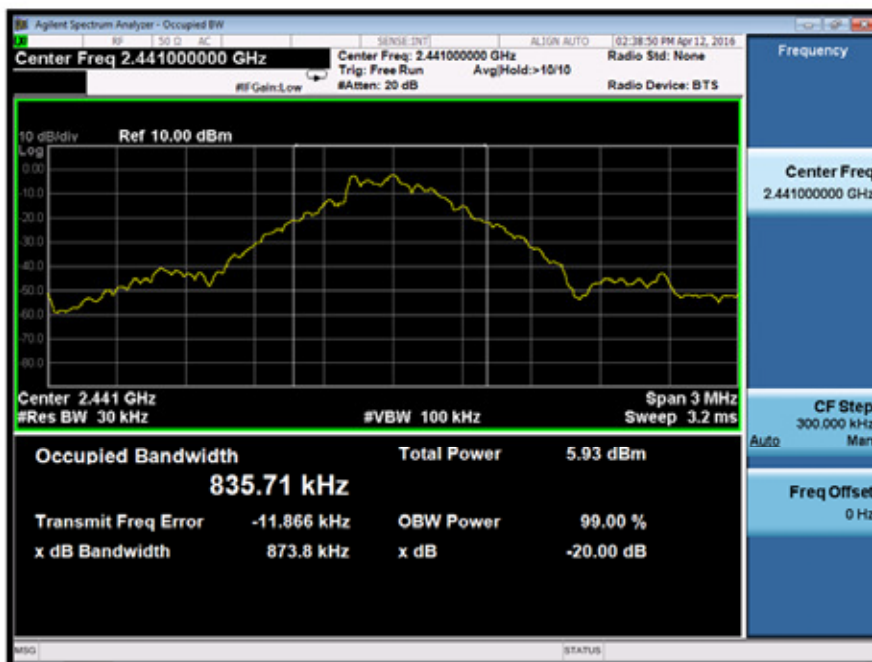 Agilent Spectrum Analyzer - Occupied BW
LXI RF 50 Ω AC SENSE:INT ALIGN AUTO 02:38:50 PM Apr 12, 2016
Center Freq 2.441000000 GHz
Center Freq: 2.441000000 GHz Radio Std: None
Trig: Free Run Avg|Hold:>10/10
#IFGain:Low #Atten: 20 dB Radio Device: BTS
10 dB/div Ref 10.00 dBm
Log
0.00
-10.0
-20.0
-30.0
-40.0
-50.0
-60.0
-70.0
-80.0
Center 2.441 GHz Span 3 MHz
#Res BW 30 kHz #VBW 100 kHz Sweep 3.2 ms
Occupied Bandwidth Total Power 5.93 dBm
835.71 kHz
Transmit Freq Error -11.866 kHz OBW Power 99.00 %
x dB Bandwidth 873.8 kHz x dB -20.00 dB
MSG STATUS
Frequency
Center Freq
2.441000000 GHz
CF Step
300.000 kHz
Auto Man
Freq Offset
0 Hz